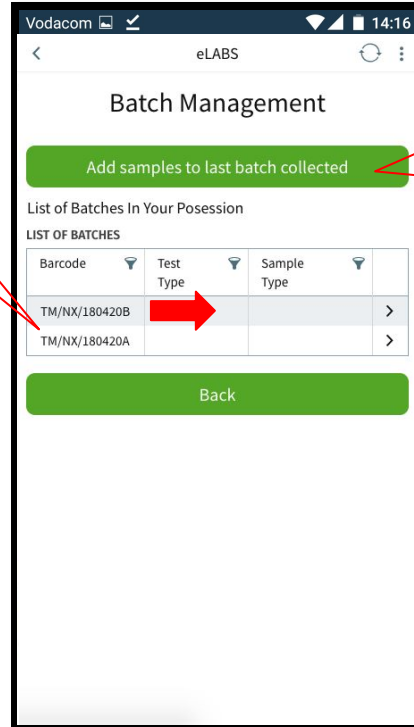 Vodacom 14:16
eLABS
Batch Management
Add samples to last batch collected
List of Batches In Your Posession
LIST OF BATCHES
Barcode Test Type Sample Type
TM/NX/180420B
TM/NX/180420A
Back